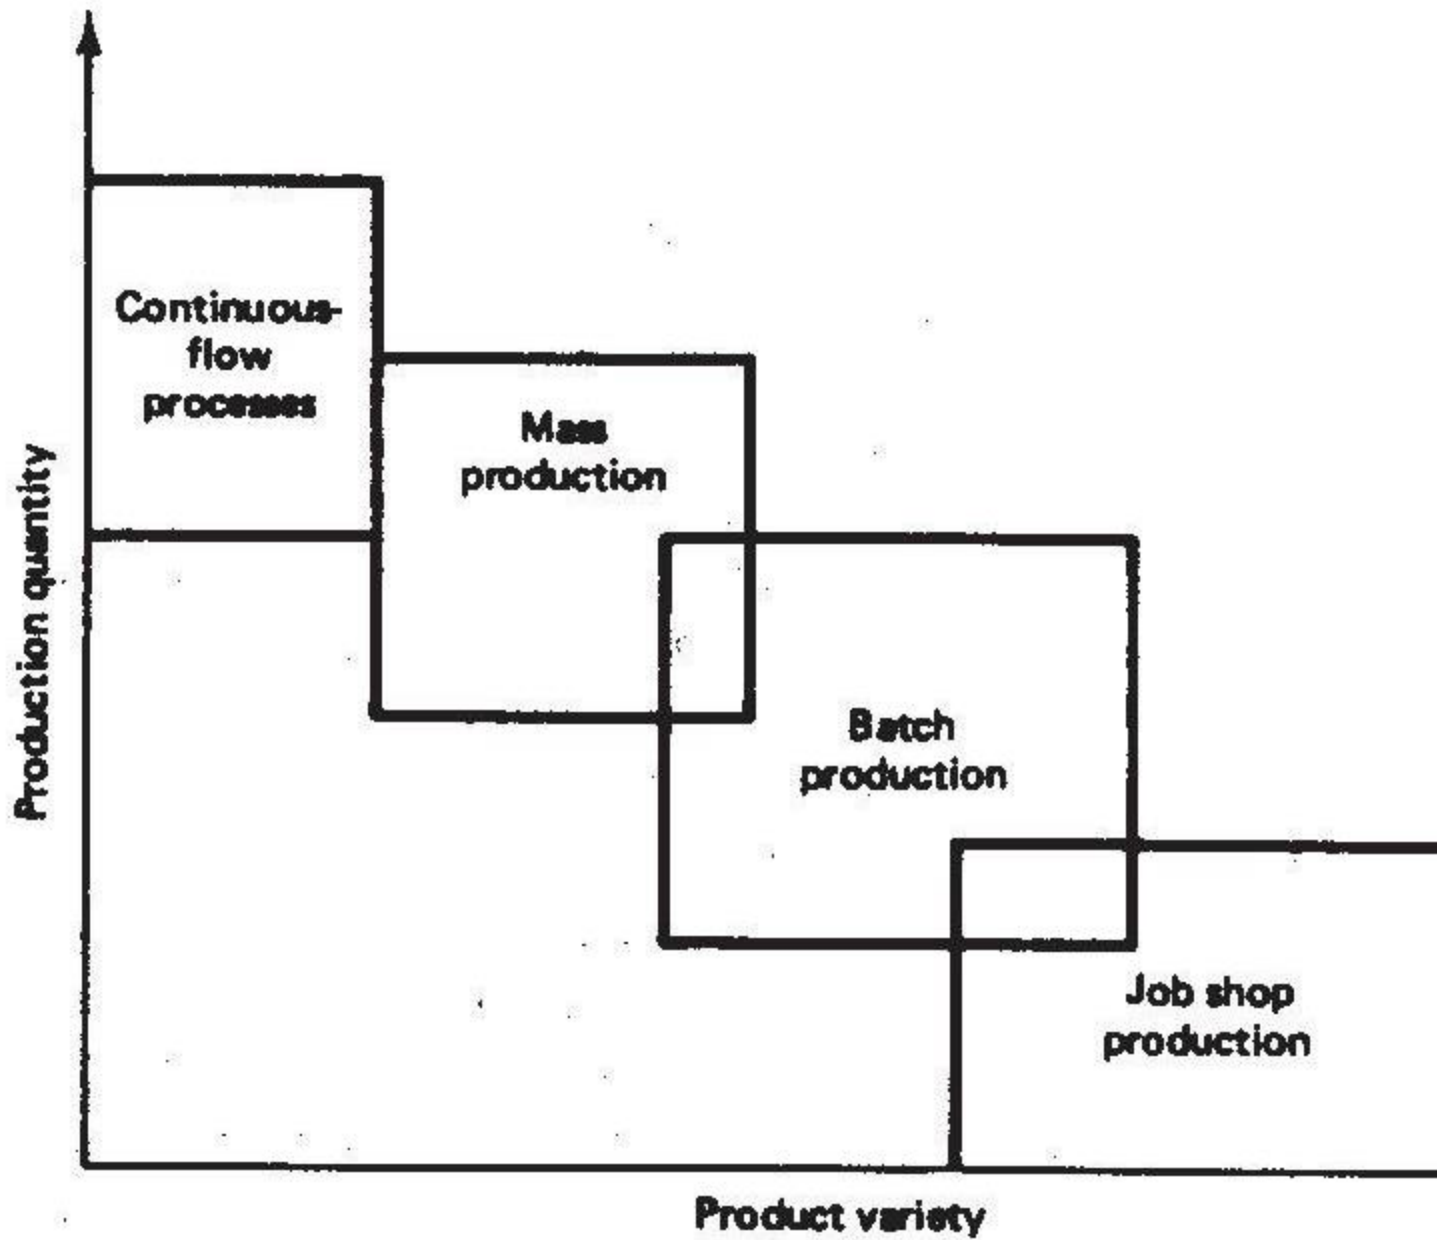 Continuous-
flow
processes
Mass
production
Production quantity
Batch
production
Job shop
production
Product variety